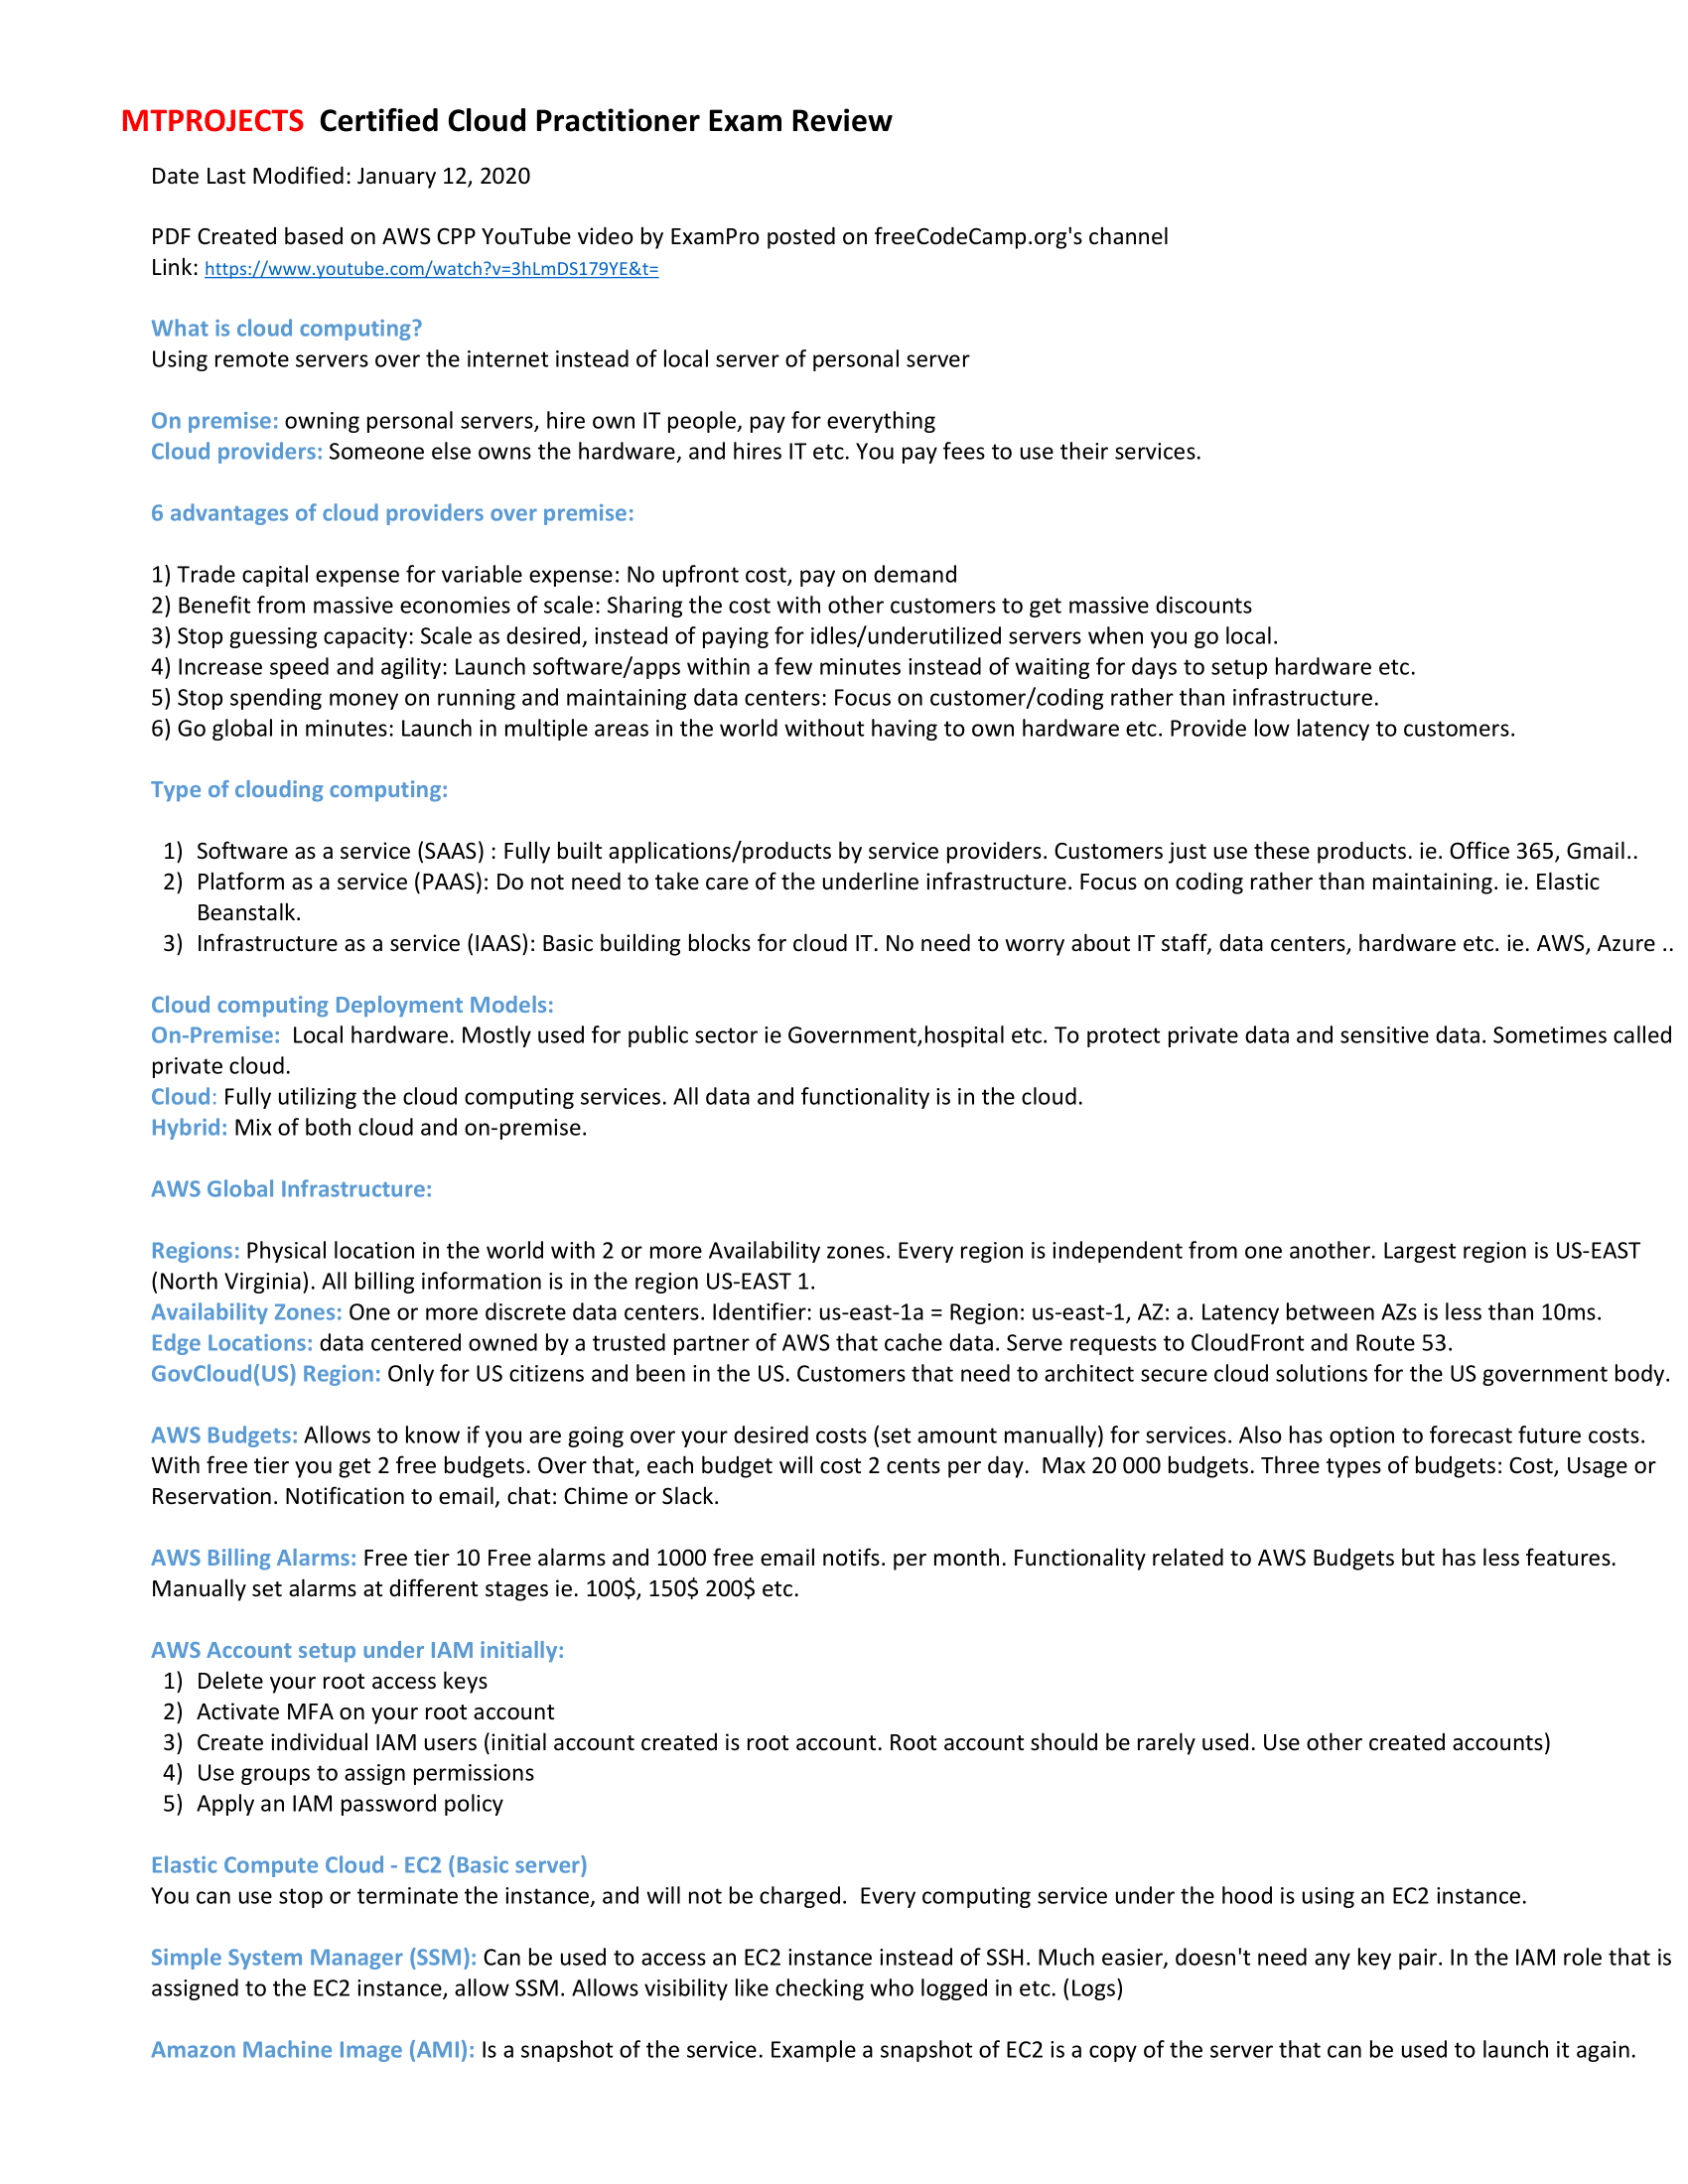 MTPROJECTS Certified Cloud Practitioner Exam Review
Date Last Modified: January 12, 2020
PDF Created based on AWS CPP YouTube video by ExamPro posted on freeCodeCamp.org's channel
Link: https://www.youtube.com/watch?v=3hLmDS179YE&t=
What is cloud computing?
Using remote servers over the internet instead of local server of personal server
On premise: owning personal servers, hire own IT people, pay for everything
Cloud providers: Someone else owns the hardware, and hires IT etc. You pay fees to use their services.
6 advantages of cloud providers over premise:
1) Trade capital expense for variable expense: No upfront cost, pay on demand
2) Benefit from massive economies of scale: Sharing the cost with other customers to get massive discounts
3) Stop guessing capacity: Scale as desired, instead of paying for idles/underutilized servers when you go local.
4) Increase speed and agility: Launch software/apps within a few minutes instead of waiting for days to setup hardware etc.
5) Stop spending money on running and maintaining data centers: Focus on customer/coding rather than infrastructure.
6) Go global in minutes: Launch in multiple areas in the world without having to own hardware etc. Provide low latency to customers.
Type of clouding computing:
1) Software as a service (SAAS) : Fully built applications/products by service providers. Customers just use these products. ie. Office 365, Gmail..
2) Platform as a service (PAAS): Do not need to take care of the underline infrastructure. Focus on coding rather than maintaining. ie. Elastic
Beanstalk.
3) Infrastructure as a service (IAAS): Basic building blocks for cloud IT. No need to worry about IT staff, data centers, hardware etc. ie. AWS, Azure ..
Cloud computing Deployment Models:
On-Premise: Local hardware. Mostly used for public sector ie Government,hospital etc. To protect private data and sensitive data. Sometimes called
private cloud.
Cloud: Fully utilizing the cloud computing services. All data and functionality is in the cloud.
Hybrid: Mix of both cloud and on-premise.
AWS Global Infrastructure:
Regions: Physical location in the world with 2 or more Availability zones. Every region is independent from one another. Largest region is US-EAST
(North Virginia). All billing information is in the region US-EAST 1.
Availability Zones: One or more discrete data centers. Identifier: us-east-1a = Region: us-east-1, AZ: a. Latency between AZs is less than 10ms.
Edge Locations: data centered owned by a trusted partner of AWS that cache data. Serve requests to CloudFront and Route 53.
GovCloud(US) Region: Only for US citizens and been in the US. Customers that need to architect secure cloud solutions for the US government body.
AWS Budgets: Allows to know if you are going over your desired costs (set amount manually) for services. Also has option to forecast future costs.
With free tier you get 2 free budgets. Over that, each budget will cost 2 cents per day. Max 20 000 budgets. Three types of budgets: Cost, Usage or
Reservation. Notification to email, chat: Chime or Slack.
AWS Billing Alarms: Free tier 10 Free alarms and 1000 free email notifs. per month. Functionality related to AWS Budgets but has less features.
Manually set alarms at different stages ie. 100$, 150$ 200$ etc.
AWS Account setup under IAM initially:
1) Delete your root access keys
2) Activate MFA on your root account
3) Create individual IAM users (initial account created is root account. Root account should be rarely used. Use other created accounts)
4) Use groups to assign permissions
5) Apply an IAM password policy
Elastic Compute Cloud - EC2 (Basic server)
You can use stop or terminate the instance, and will not be charged. Every computing service under the hood is using an EC2 instance.
Simple System Manager (SSM): Can be used to access an EC2 instance instead of SSH. Much easier, doesn't need any key pair. In the IAM role that is
assigned to the EC2 instance, allow SSM. Allows visibility like checking who logged in etc. (Logs)
Amazon Machine Image (AMI): Is a snapshot of the service. Example a snapshot of EC2 is a copy of the server that can be used to launch it again.